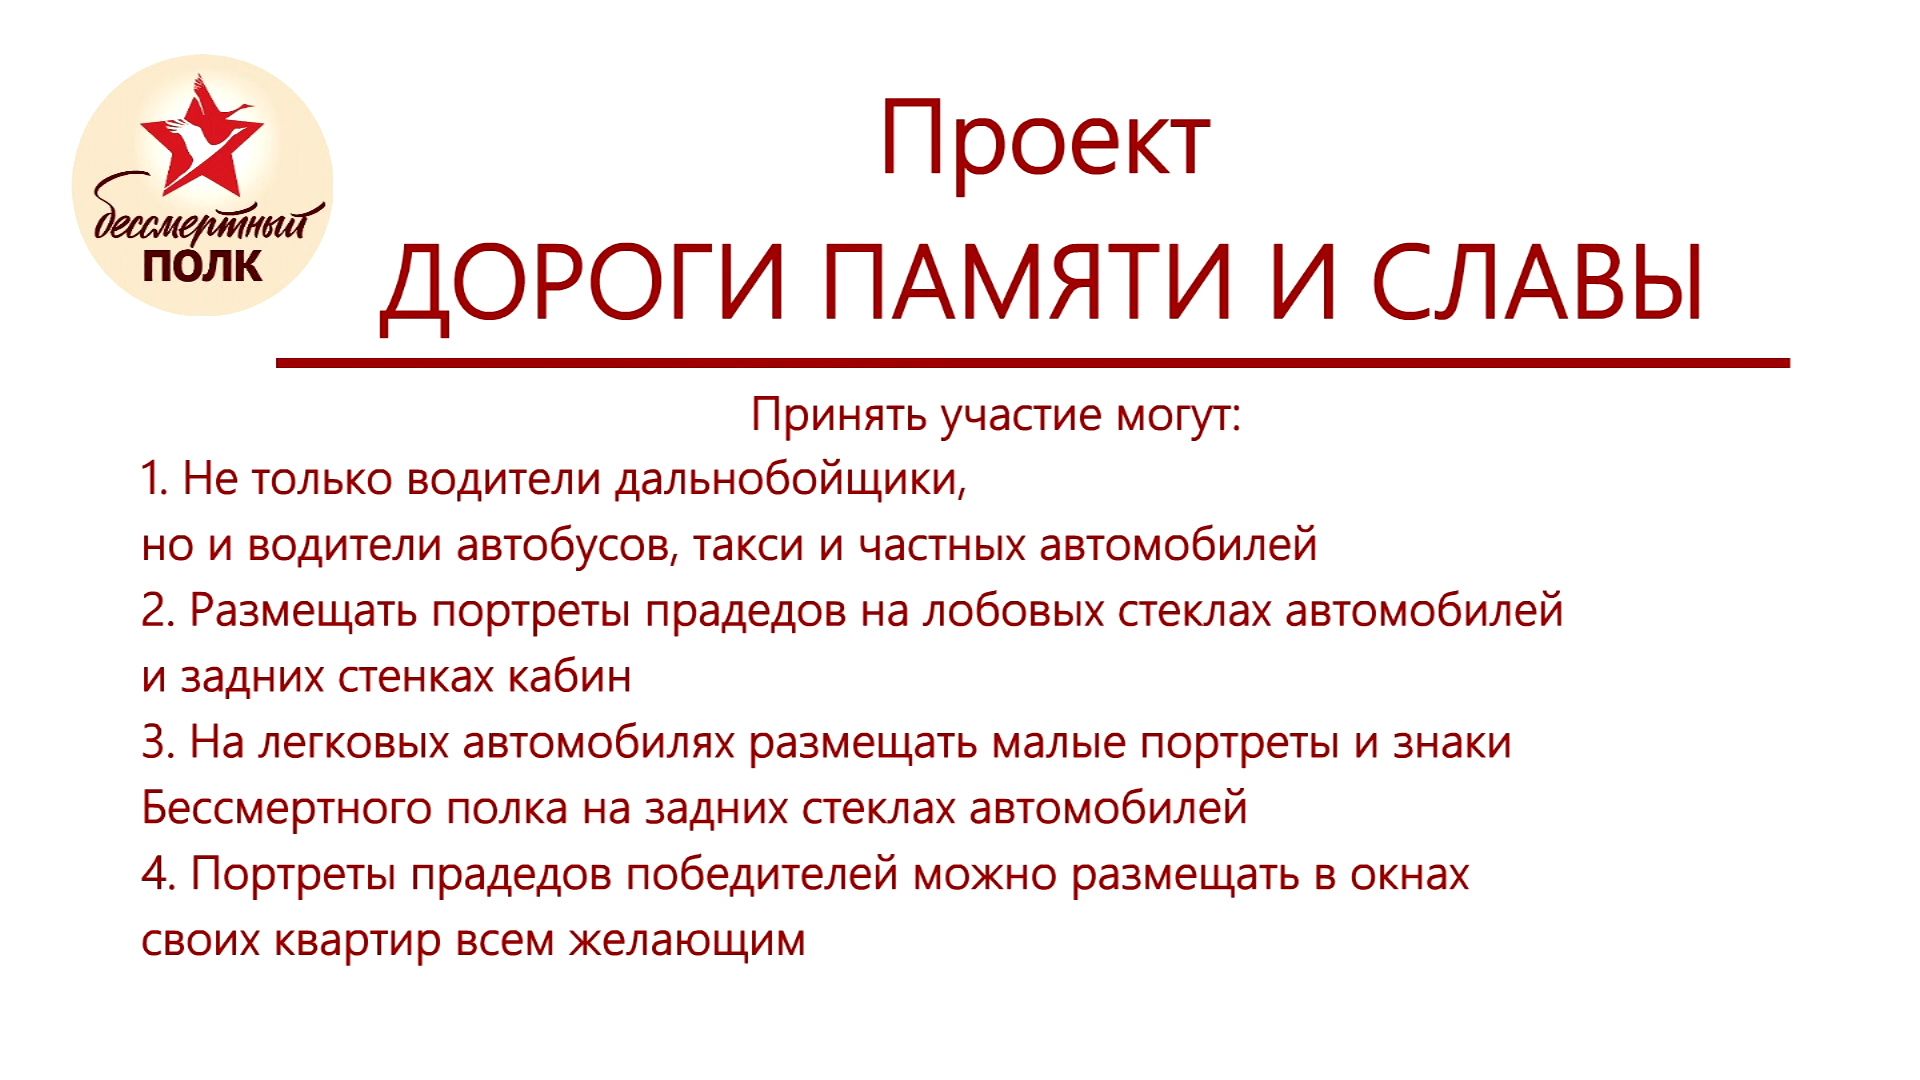 бессмертный
ПОЛК
Проект
ДОРОГИ ПАМЯТИ И СЛАВЫ
Принять участие могут:
1. Не только водители дальнобойщики,
но и водители автобусов, такси и частных автомобилей
2. Размещать портреты прадедов на лобовых стеклах автомобилей
и задних стенках кабин
3. На легковых автомобилях размещать малые портреты и знаки
Бессмертного полка на задних стеклах автомобилей
4. Портреты прадедов победителей можно размещать в окнах
своих квартир всем желающим